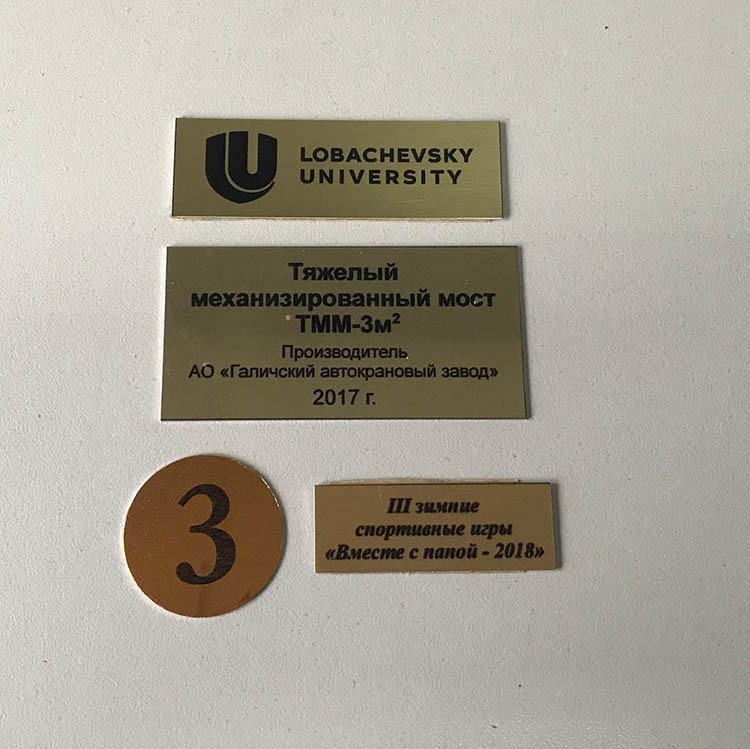 LOBACHEVSKY
UNIVERSITY
Тяжелый
механизированный мост
ТММ-3м²
Производитель
АО «Галичский автокрановый завод»
2017 г.
3
III зимние
спортивные игры
«Вместе с папой - 2018»